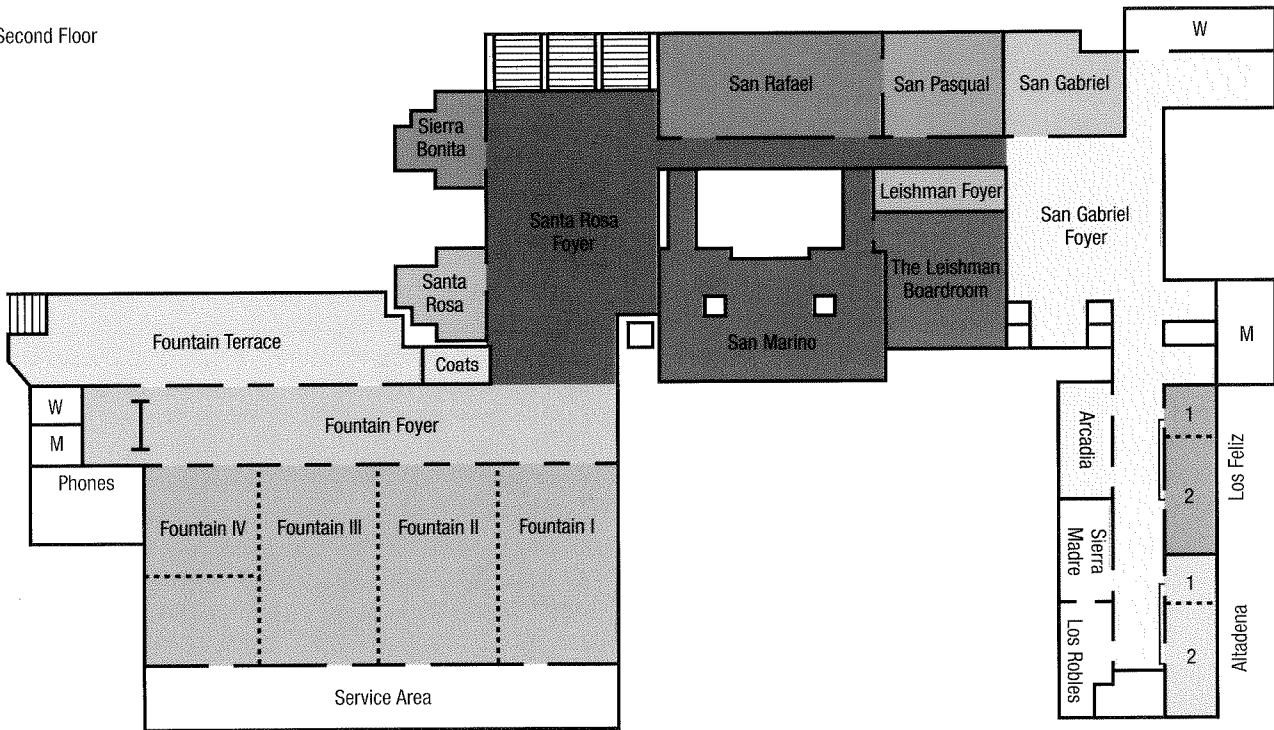 Second Floor
W
San Rafael
San Pasqual
San Gabriel
Sierra
Bonita
Leishman Foyer
Santa Rosa
Foyer
San Gabriel
Foyer
The Leishman
Boardroom
Santa
Rosa
San Marino
M
Fountain Terrace
Coats
W
M
Fountain Foyer
Phones
Fountain IV
Fountain III
Fountain II
Fountain I
Service Area
Arcadia
1
2
Los Feliz
Sierra
Madre
1
2
Altadena
Los Robles